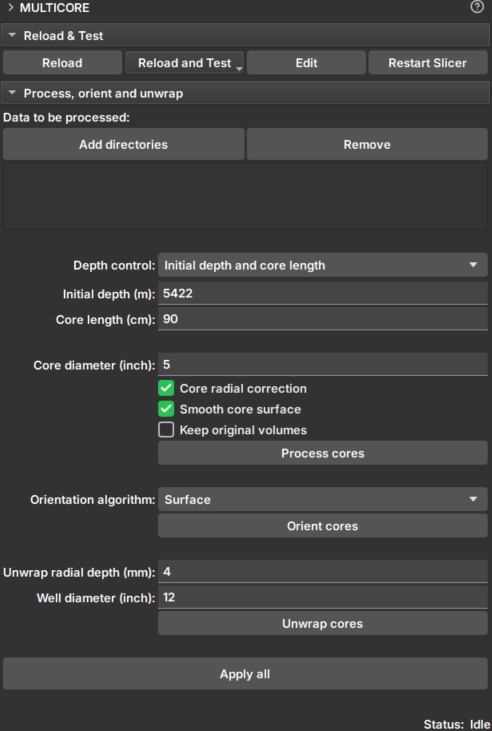 MULTICORE
Reload & Test
Reload Reload and Test Edit Restart Slicer
Process, orient and unwrap
Data to be processed:
Add directories Remove
Depth control: Initial depth and core length
Initial depth (m): 5422
Core length (cm): 90
Core diameter (inch): 5
Core radial correction
Smooth core surface
Keep original volumes
Process cores
Orientation algorithm: Surface
Orient cores
Unwrap radial depth (mm): 4
Well diameter (inch): 12
Unwrap cores
Apply all
Status: Idle